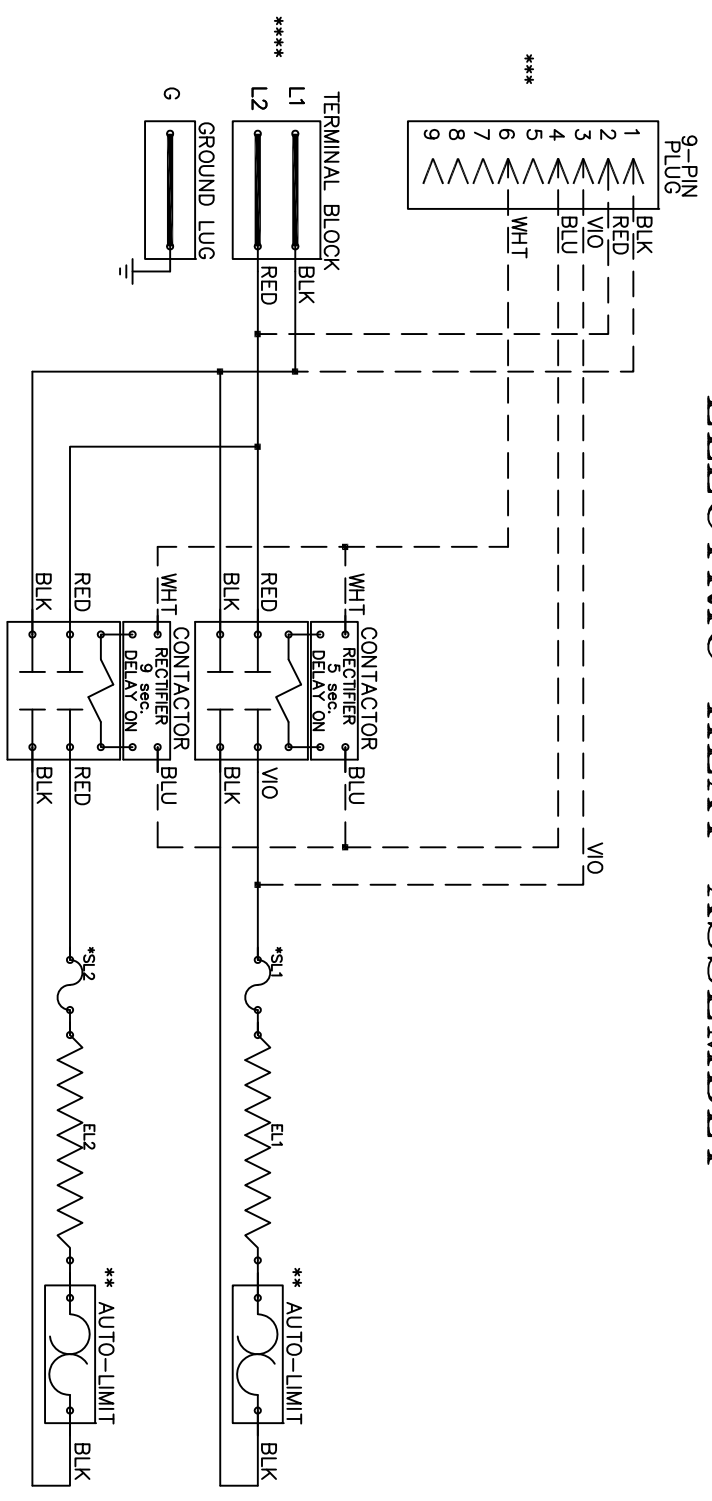 9-PIN
PLUG
1
2
3
4
5
6
7
8
9
***
BLK
RED
VIO
BLU
WHT
VIO
TERMINAL BLOCK
L1
L2
****
BLK
RED
GROUND LUG
G
CONTACTOR
RECTIFIER
5 sec.
DELAY ON
WHT
BLU
RED
VIO
BLK
BLK
*SL1
EL1
** AUTO-LIMIT
BLK
CONTACTOR
RECTIFIER
9 sec.
DELAY ON
WHT
BLU
RED
RED
BLK
BLK
*SL2
EL2
** AUTO-LIMIT
BLK